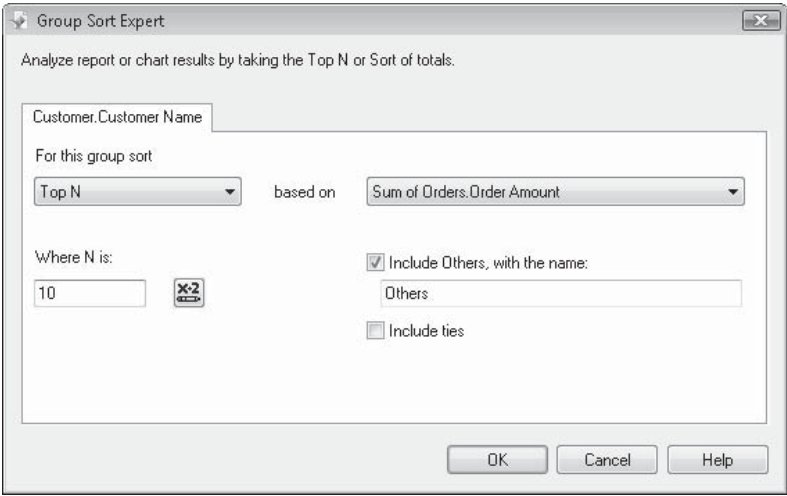 Group Sort Expert
Analyze report or chart results by taking the Top N or Sort of totals.
Customer.Customer Name
For this group sort
Top N based on Sum of Orders.Order Amount
Where N is:
Include Others, with the name:
10 X·2 Others
Include ties
OK Cancel Help